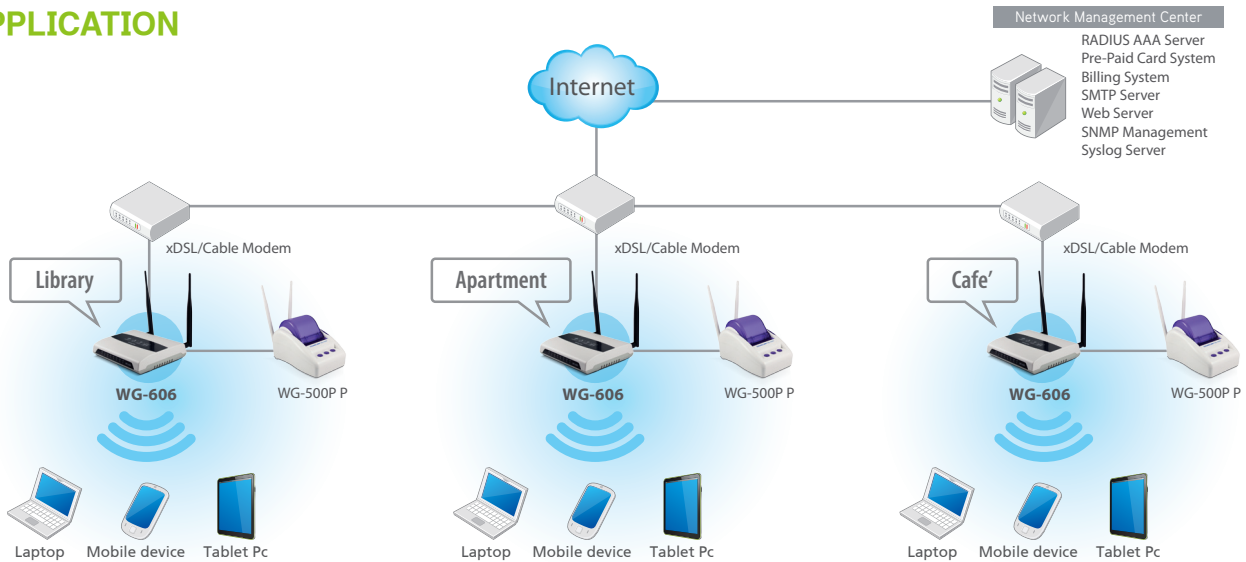 PPLICATION
Network Management Center
RADIUS AAA Server
Pre-Paid Card System
Billing System
SMTP Server
Web Server
SNMP Management
Syslog Server
Internet
xDSL/Cable Modem
xDSL/Cable Modem
xDSL/Cable Modem
Library
Apartment
Cafe’
WG-606
WG-500P P
WG-606
WG-500P P
WG-606
WG-500P P
Laptop
Mobile device
Tablet Pc
Laptop
Mobile device
Tablet Pc
Laptop
Mobile device
Tablet Pc